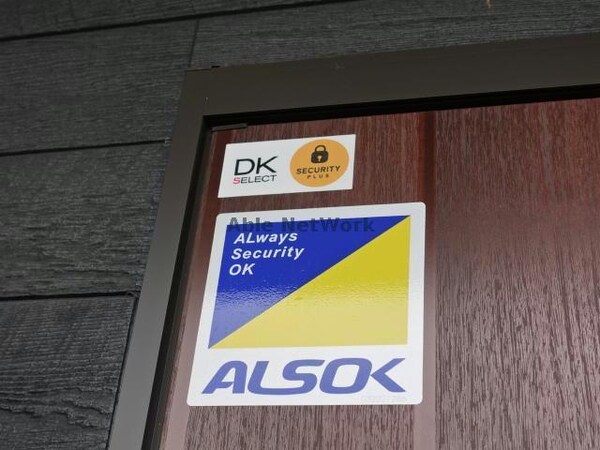 DK
SELECT
SECURITY
PLUS
Able NetWork
ALways
Security
OK
ALSOK